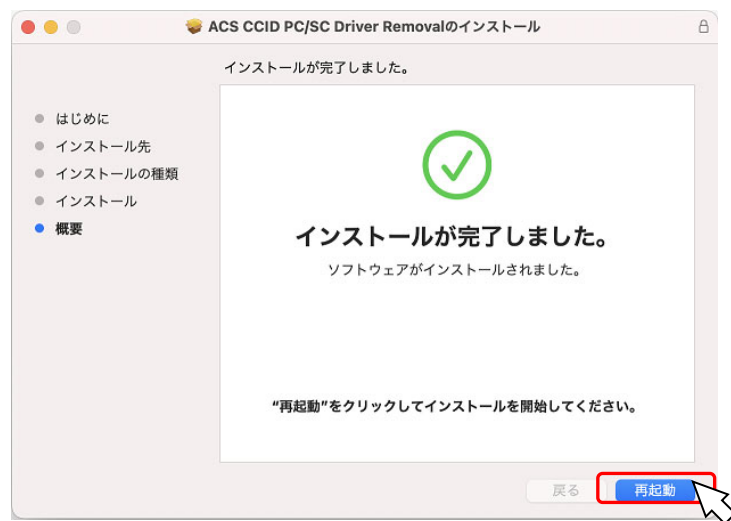 ACS CCID PC/SC Driver Removalのインストール
インストールが完了しました。
はじめに
インストール先
インストールの種類
インストール
概要
インストールが完了しました。
ソフトウェアがインストールされました。
“再起動”をクリックしてインストールを開始してください。
戻る
再起動